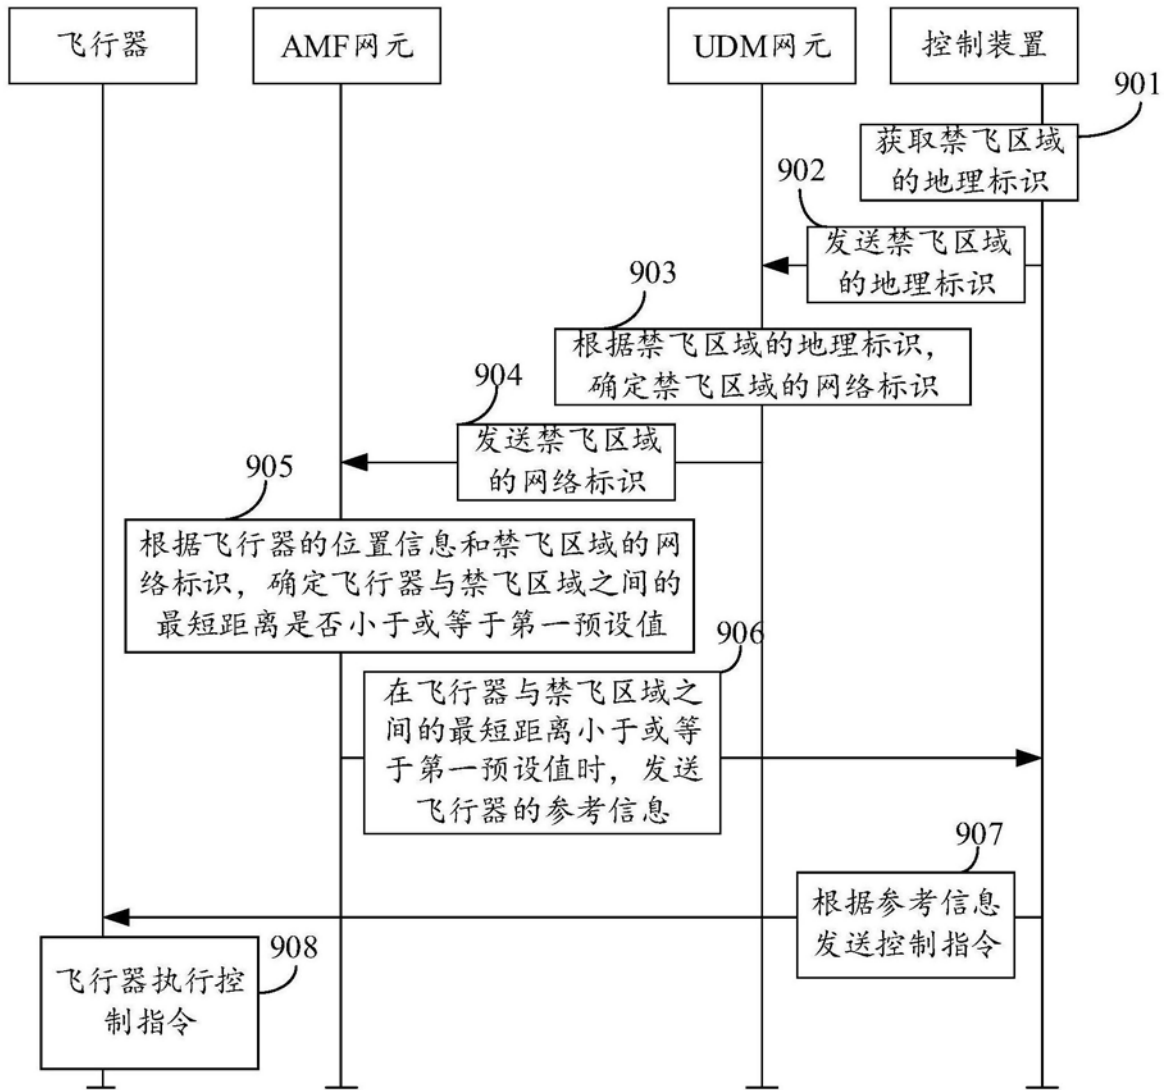 飞行器
AMF网元
UDM网元
控制装置
901
获取禁飞区域
的地理标识
902
发送禁飞区域
的地理标识
903
根据禁飞区域的地理标识，
确定禁飞区域的网络标识
904
发送禁飞区域
的网络标识
905
根据飞行器的位置信息和禁飞区域的网
络标识，确定飞行器与禁飞区域之间的
最短距离是否小于或等于第一预设值
906
在飞行器与禁飞区域之
间的最短距离小于或等
于第一预设值时，发送
飞行器的参考信息
907
根据参考信息
发送控制指令
908
飞行器执行控
制指令